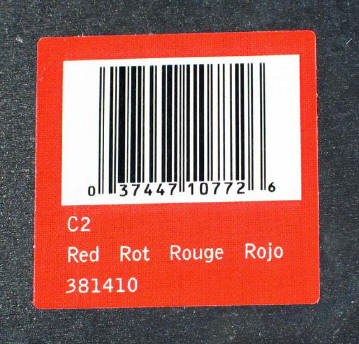 0 37447 10772 6
C2
Red Rot Rouge Rojo
381410